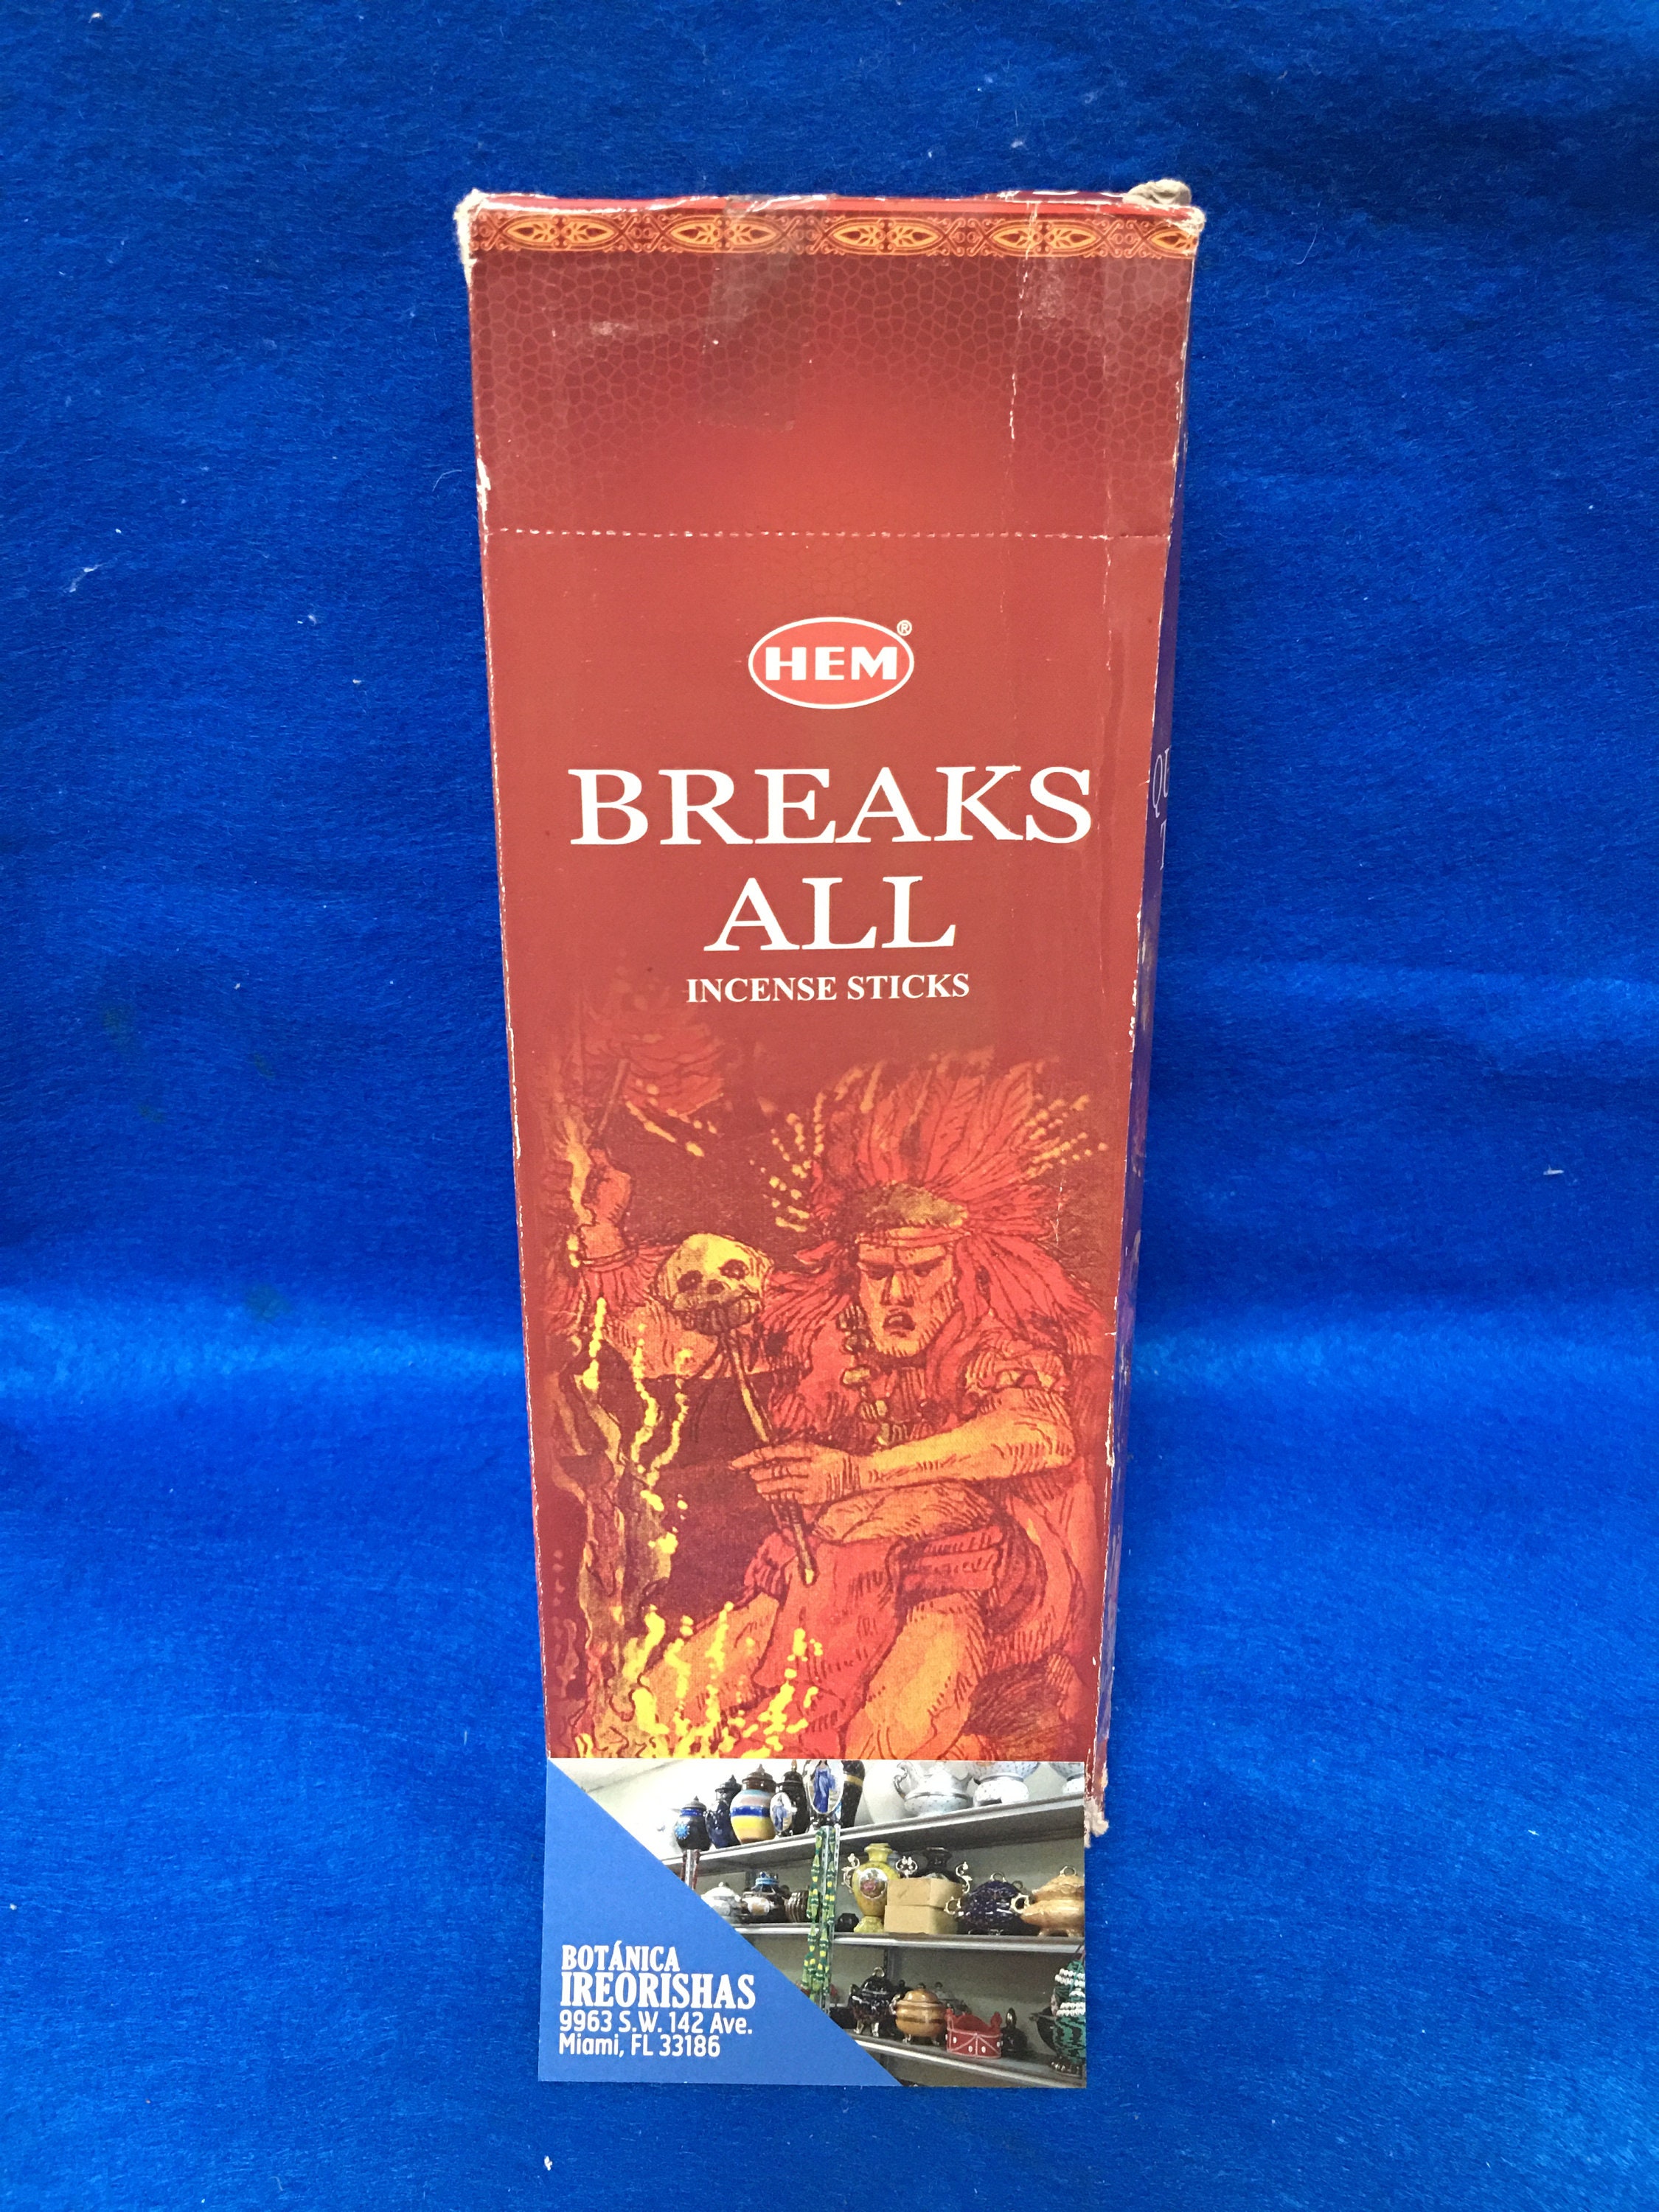 HEM®
BREAKS
ALL
INCENSE STICKS
BOTÁNICA
IREORISHAS
9963 S.W. 142 Ave.
Miami, FL 33186